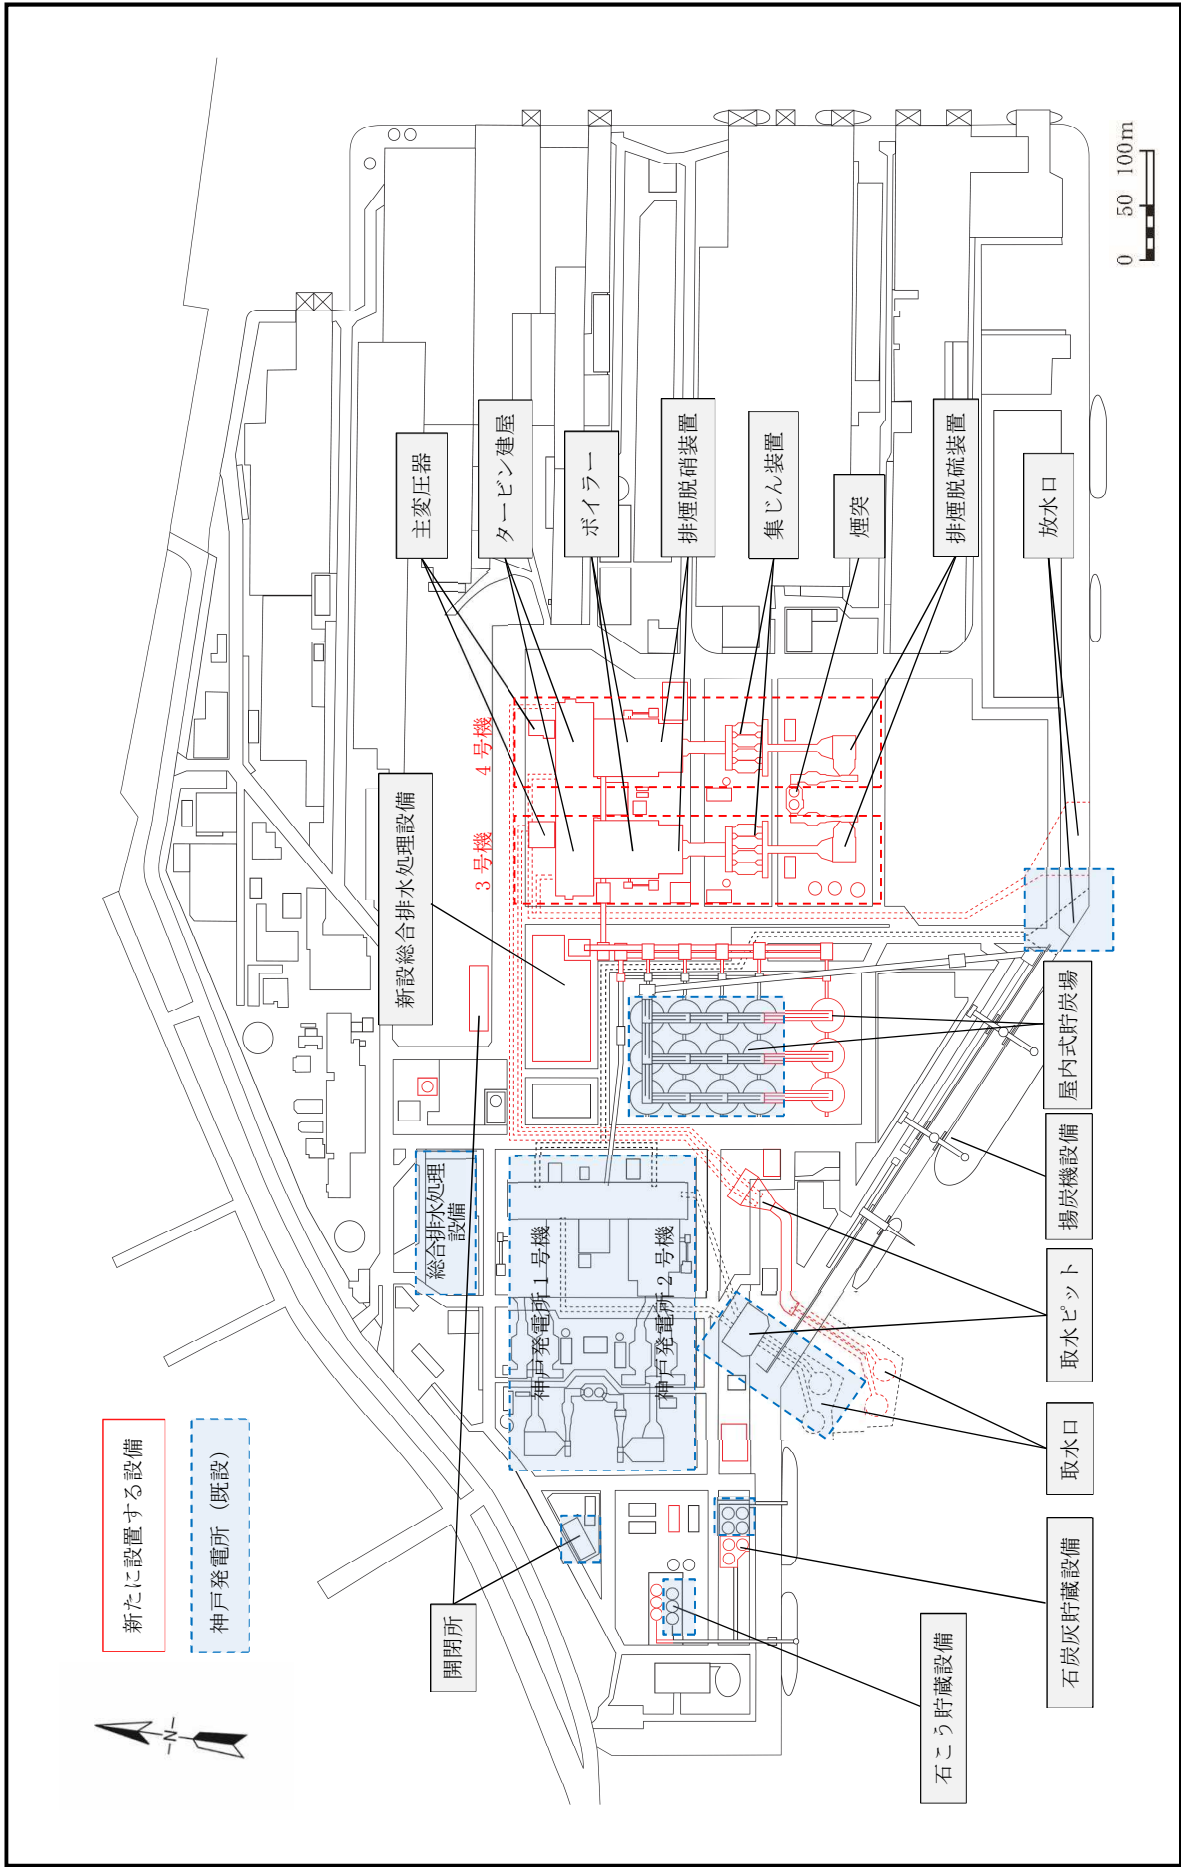 新たに設置する設備
神戸発電所（既設）
N
開閉所
総合排水処理
設備
新設総合排水処理設備
3 号機
4 号機
主変圧器
タービン建屋
ボイラー
排煙脱硝装置
集じん装置
煙突
排煙脱硫装置
放水口
神戸発電所 1 号機
神戸発電所 2 号機
石こう貯蔵設備
石炭灰貯蔵設備
取水口
取水ピット
揚炭機設備
屋内式貯炭場
0 50 100m